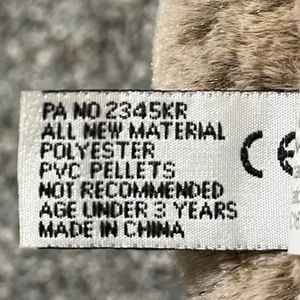 PA NO 2345KR
ALL NEW MATERIAL
POLYESTER
PVC PELLETS
NOT RECOMMENDED
AGE UNDER 3 YEARS
MADE IN CHINA
CE